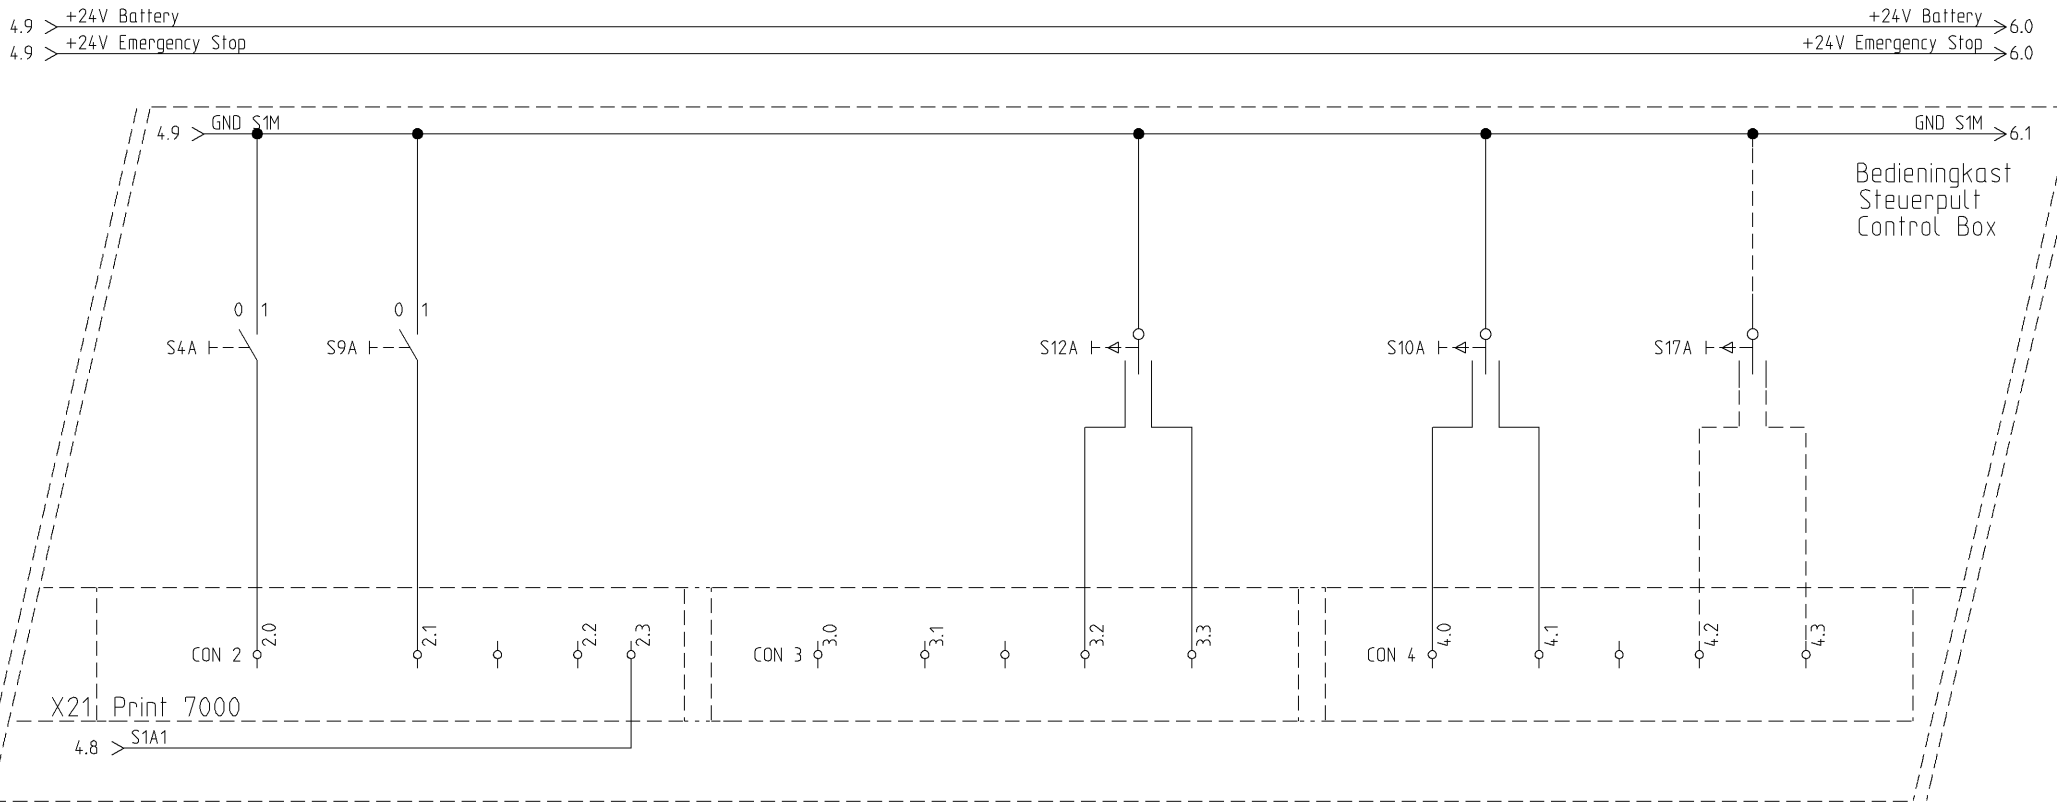 4.9 +24V Battery +24V Battery 6.0
4.9 +24V Emergency Stop +24V Emergency Stop 6.0
4.9 GND S1M GND S1M 6.1
Bedieningkast
Steuerpult
Control Box
0 1 0 1
S4A S9A S12A S10A S17A
CON 2 2.0 2.1 2.2 2.3 CON 3 3.0 3.1 3.2 3.3 CON 4 4.0 4.1 4.2 4.3
X21 Print 7000
4.8 S1A1